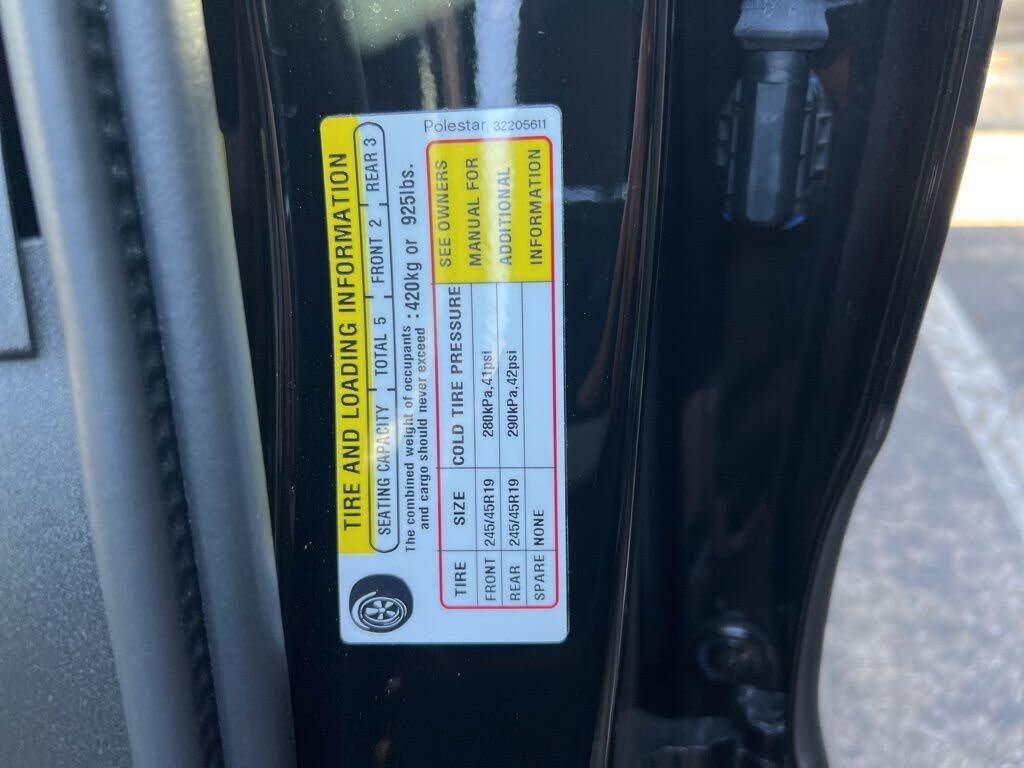 Polestar 32205611
TIRE AND LOADING INFORMATION
SEATING CAPACITY TOTAL 5 FRONT 2 REAR 3
The combined weight of occupants
and cargo should never exceed : 420kg or 925lbs.
TIRE SIZE COLD TIRE PRESSURE SEE OWNERS
FRONT 245/45R19 280kPa,41psi MANUAL FOR
REAR 245/45R19 290kPa,42psi ADDITIONAL
SPARE NONE INFORMATION